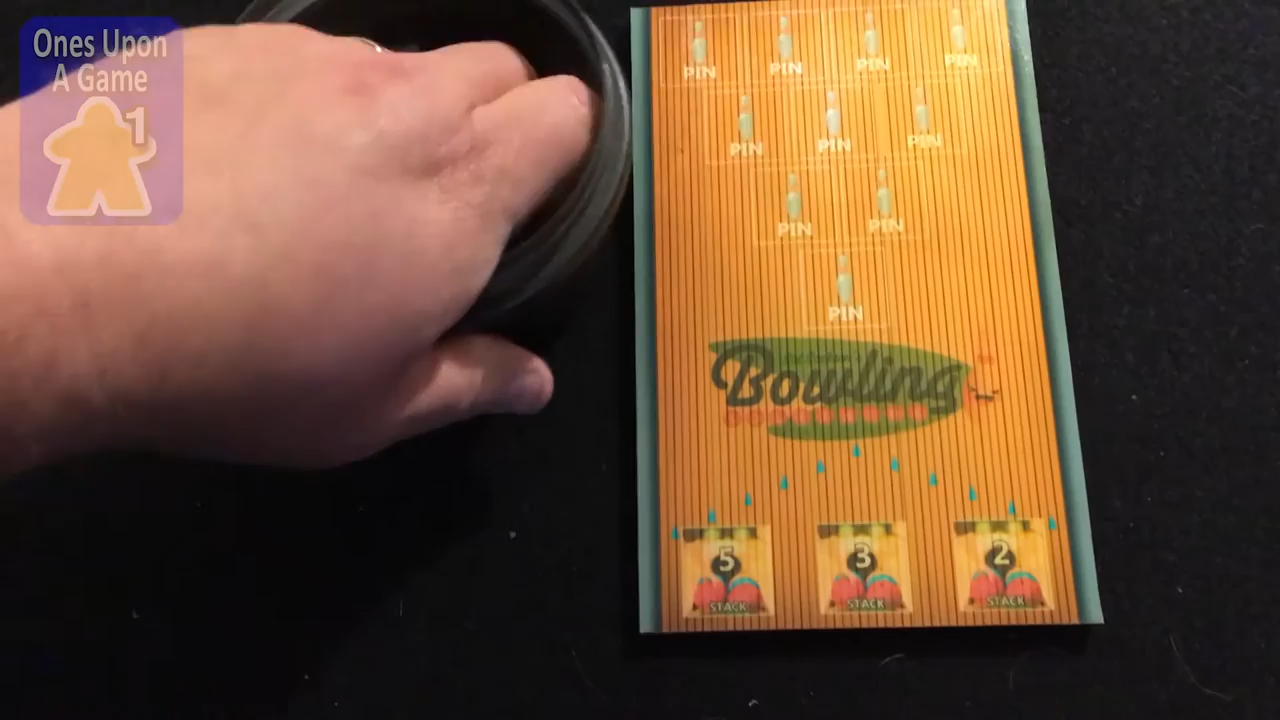 Ones Upon
A Game
1
PIN PIN PIN PIN
PIN PIN PIN
PIN PIN
PIN
Bowling
5 3 2
STACK STACK STACK